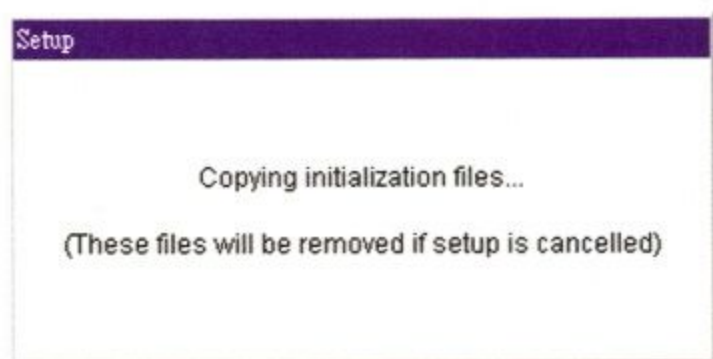 Setup
Copying initialization files...
(These files will be removed if setup is cancelled)